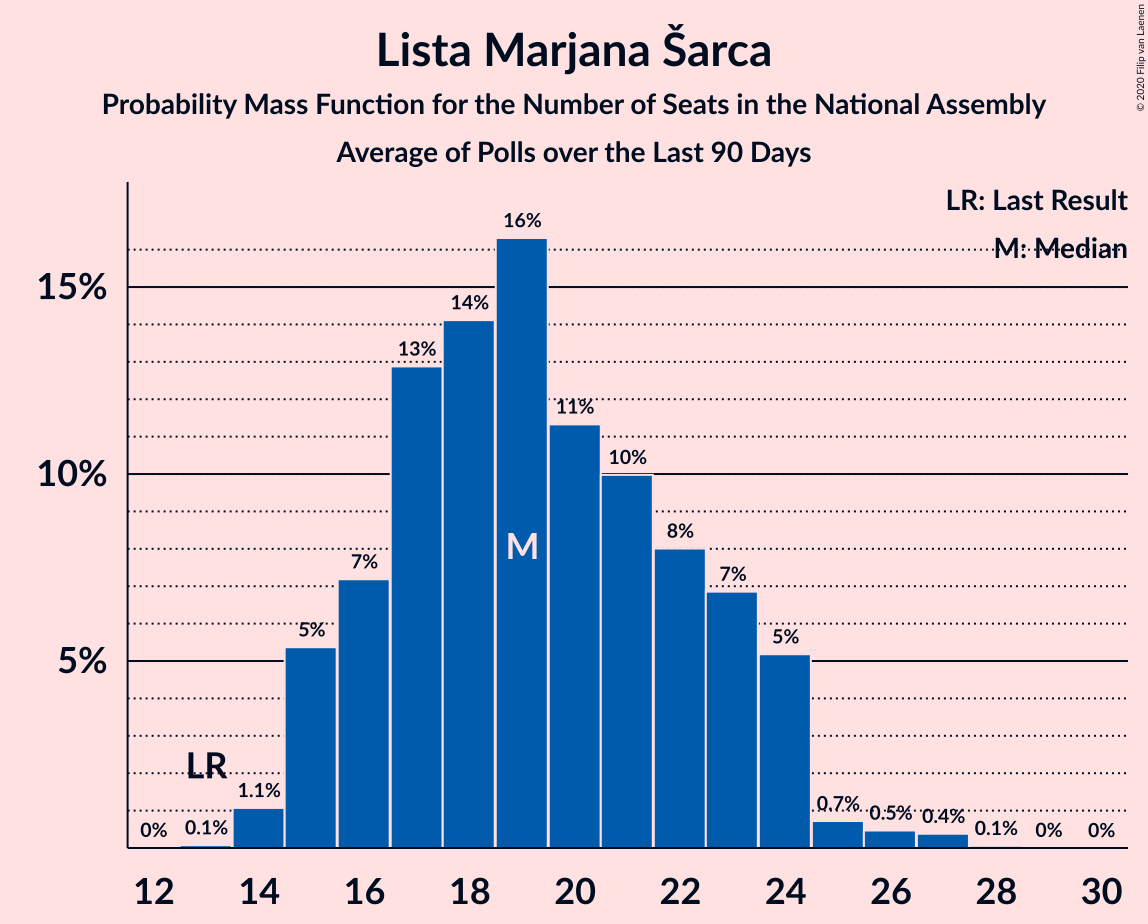 Lista Marjana Šarca
Probability Mass Function for the Number of Seats in the National Assembly
Average of Polls over the Last 90 Days
© 2020 Filip van Laenen
LR: Last Result
M: Median
15%
10%
5%
0%
0.1%
1.1%
5%
7%
13%
14%
16%
11%
10%
8%
7%
5%
0.7%
0.5%
0.4%
0.1%
0%
0%
LR
M
12 14 16 18 20 22 24 26 28 30